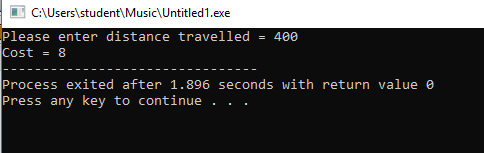 C:\Users\student\Music\Untitled1.exe
Please enter distance travelled = 400
Cost = 8
--------------------------------
Process exited after 1.896 seconds with return value 0
Press any key to continue . . .